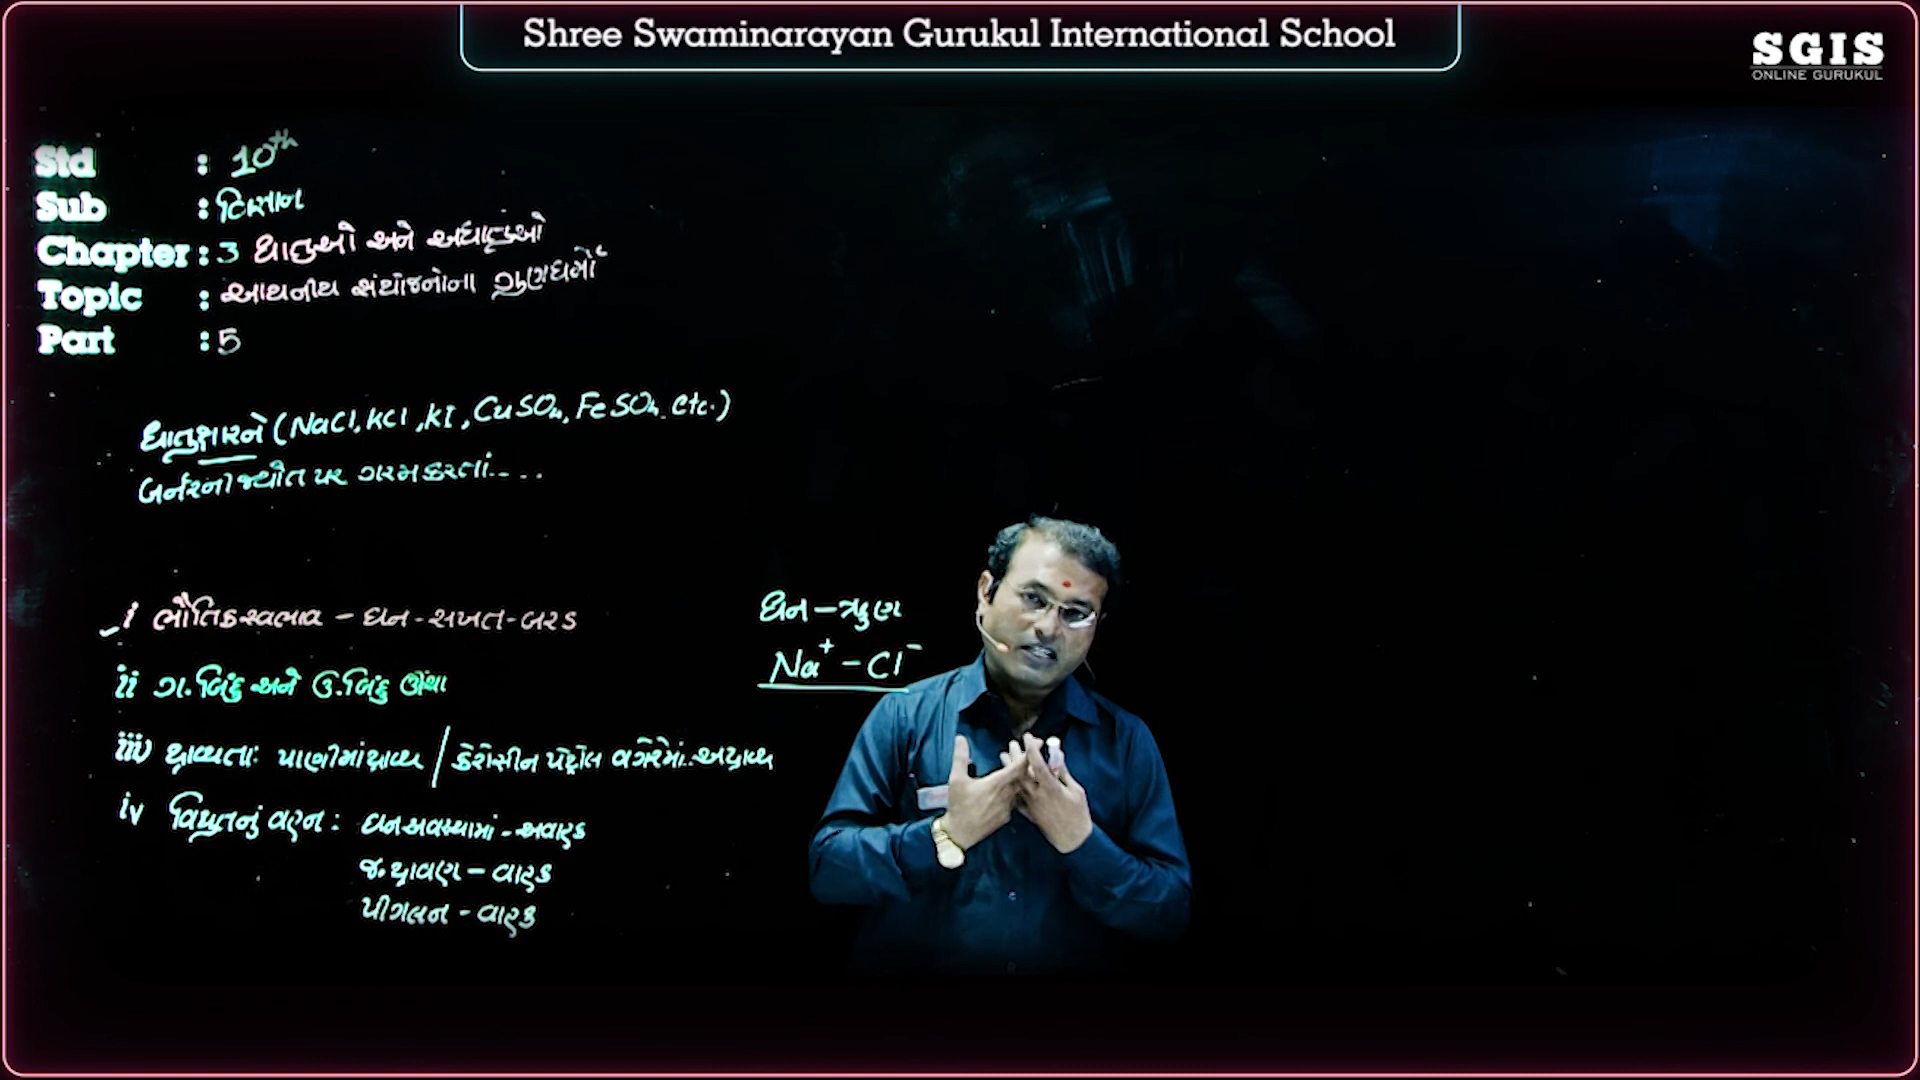 Shree Swaminarayan Gurukul International School
SGIS
ONLINE GURUKUL
Std : 10th
Sub : વિજ્ઞાન
Chapter : 3 ધાતુઓ અને અધાતુઓ
Topic : આયનીય સંયોજનોના ગુણધર્મો
Part : 5
ધાતુક્ષારને (NaCl, KCl, KI, CuSO4, FeSO4 etc.)
બર્નરની જ્યોત પર ગરમ કરતાં....
i ભૌતિક સ્વભાવ - ઘન - સખત - બરડ
ધન - ઋણ
Na+ - Cl-
ii ગ. બિંદુ અને ઉ. બિંદુ ઊંચા
iii) દ્રાવ્યતા: પાણીમાં દ્રાવ્ય / કેરોસીન પેટ્રોલ વગેરેમાં.. અદ્રાવ્ય
iv વિદ્યુતનું વહન : ઘન અવસ્થામાં - અવાહક
જ. દ્રાવણ - વાહક
પીગલન - વાહક